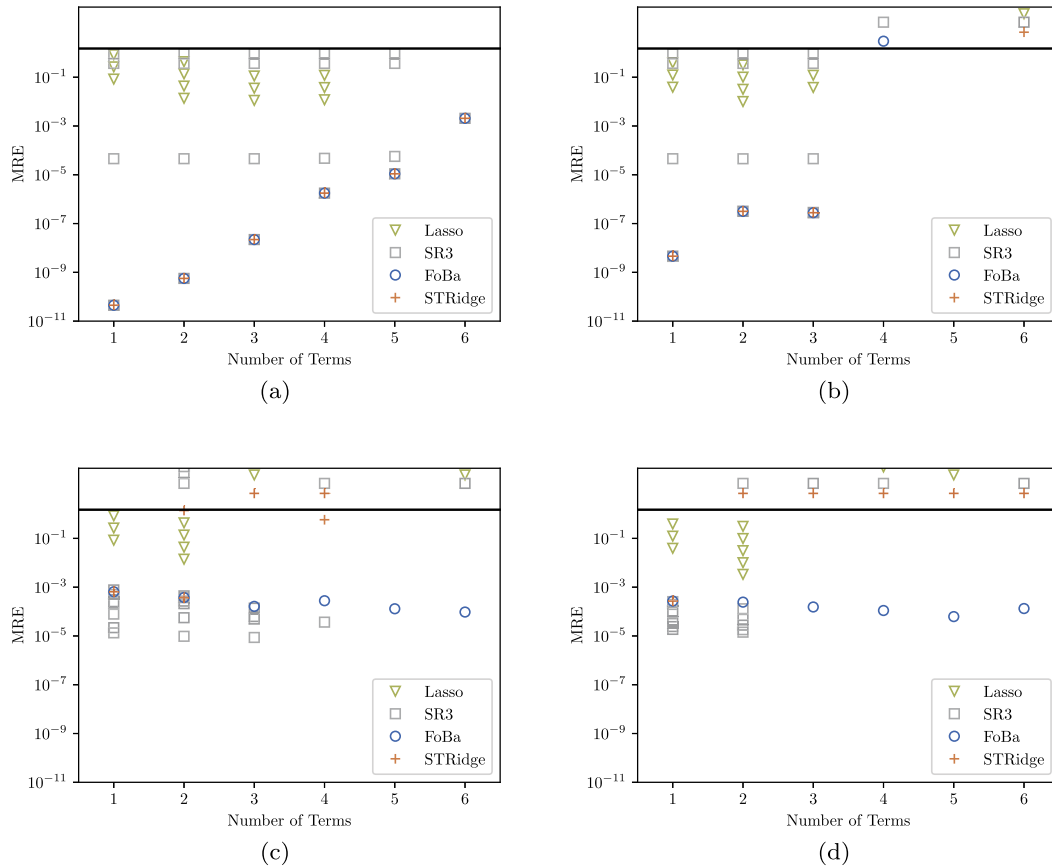 MRE
10⁻¹
10⁻³
10⁻⁵
10⁻⁷
10⁻⁹
10⁻¹¹
Lasso
SR3
FoBa
STRidge
1 2 3 4 5 6
Number of Terms
(a)
MRE
10⁻¹
10⁻³
10⁻⁵
10⁻⁷
10⁻⁹
10⁻¹¹
Lasso
SR3
FoBa
STRidge
1 2 3 4 5 6
Number of Terms
(b)
MRE
10⁻¹
10⁻³
10⁻⁵
10⁻⁷
10⁻⁹
10⁻¹¹
Lasso
SR3
FoBa
STRidge
1 2 3 4 5 6
Number of Terms
(c)
MRE
10⁻¹
10⁻³
10⁻⁵
10⁻⁷
10⁻⁹
10⁻¹¹
Lasso
SR3
FoBa
STRidge
1 2 3 4 5 6
Number of Terms
(d)